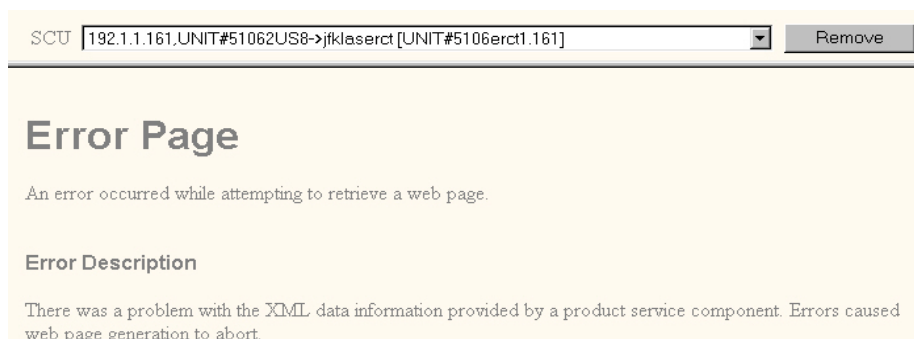 SCU 192.1.1.161,UNIT#51062US8->jfklaserct [UNIT#5106erct1.161] Remove
Error Page
An error occurred while attempting to retrieve a web page.
Error Description
There was a problem with the XML data information provided by a product service component. Errors caused
web page generation to abort.